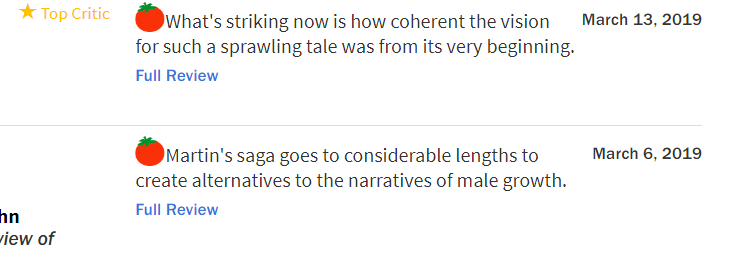 Top Critic
What's striking now is how coherent the vision
for such a sprawling tale was from its very beginning.
March 13, 2019
Full Review
Martin's saga goes to considerable lengths to
create alternatives to the narratives of male growth.
March 6, 2019
Full Review
hn
view of